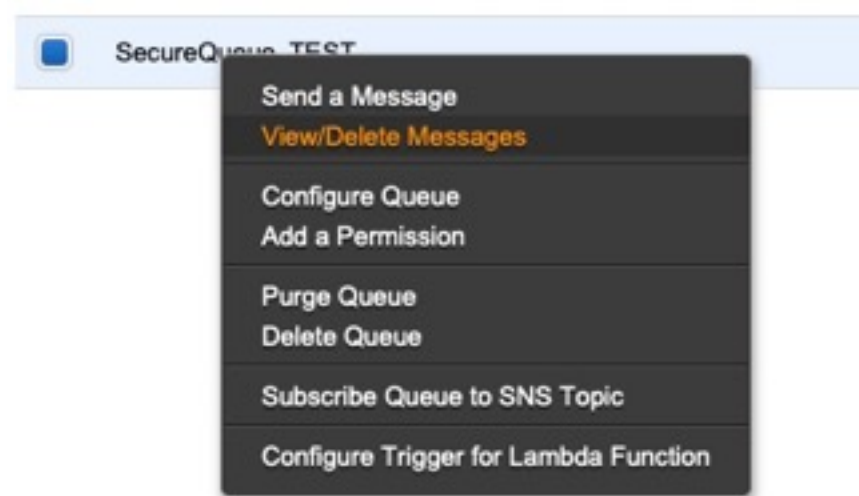 SecureQueue_TEST
Send a Message
View/Delete Messages
Configure Queue
Add a Permission
Purge Queue
Delete Queue
Subscribe Queue to SNS Topic
Configure Trigger for Lambda Function